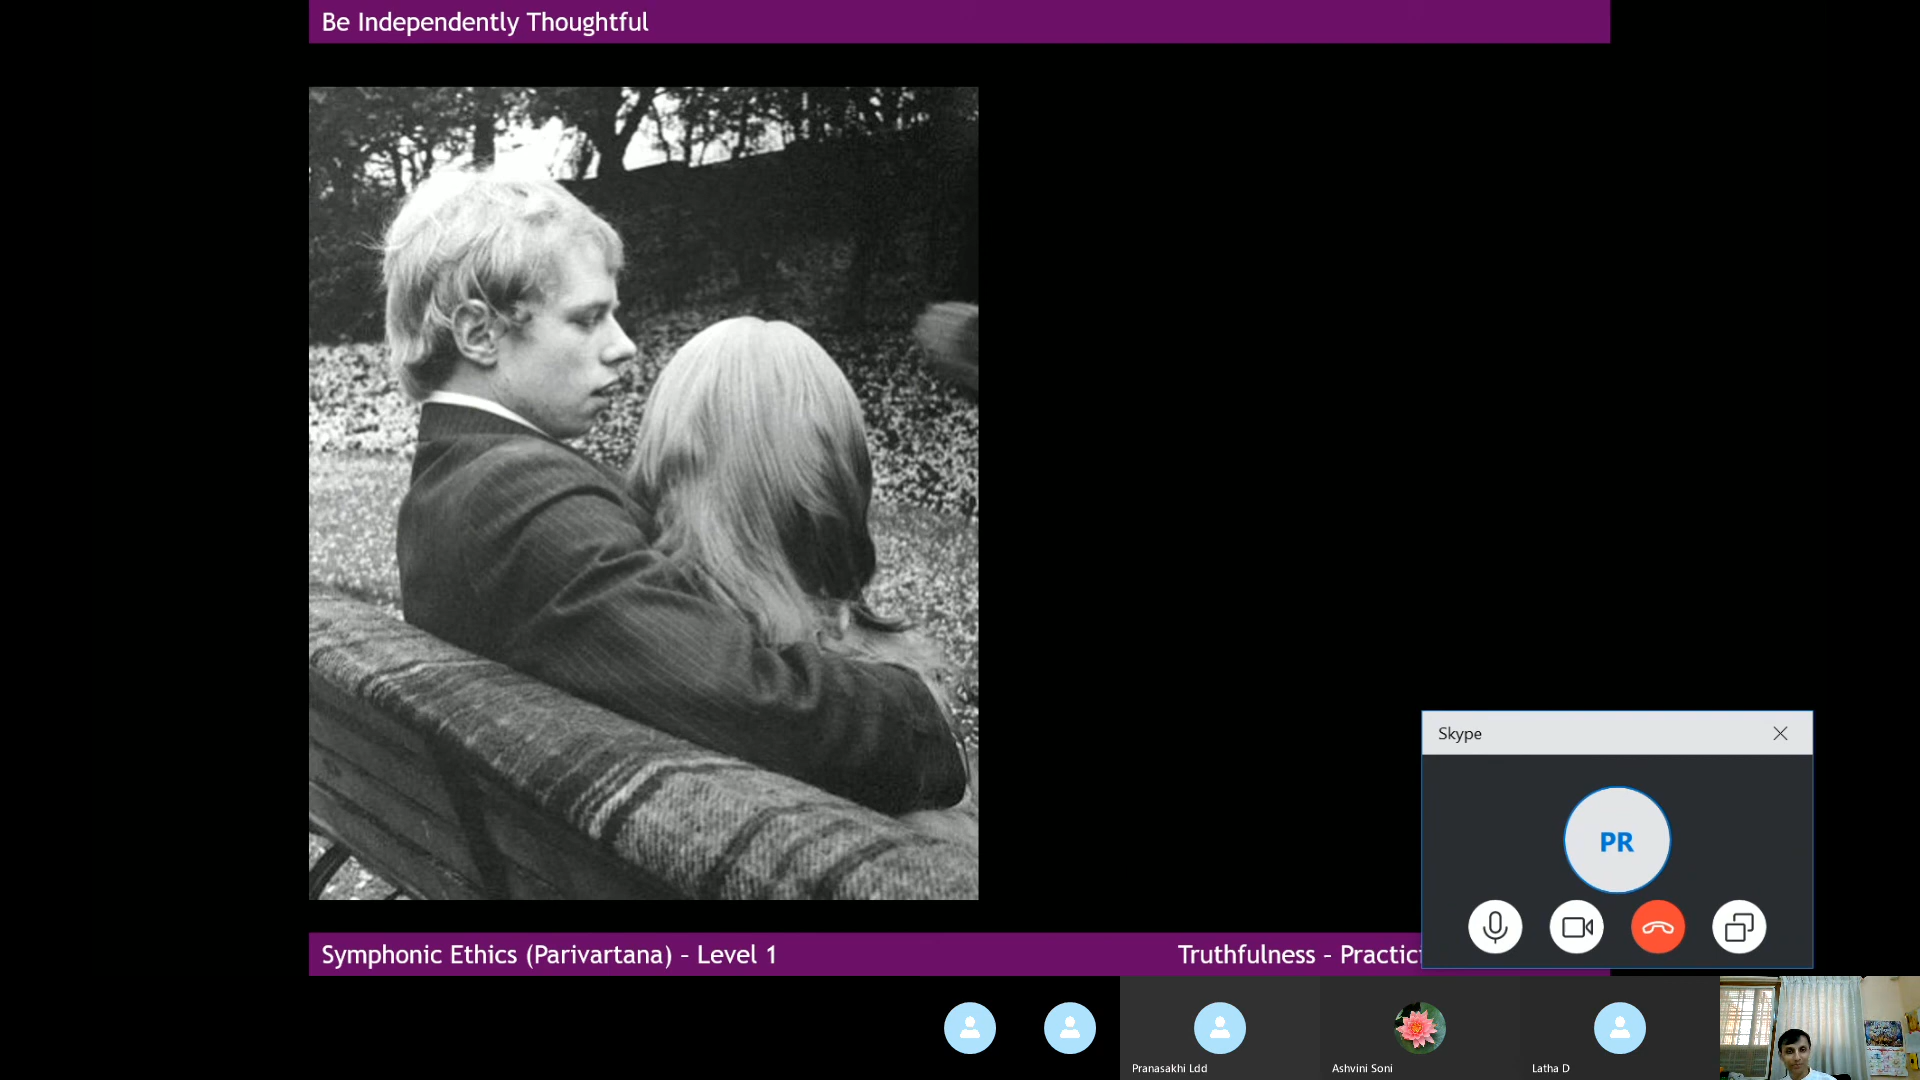 Be Independently Thoughtful
Skype
PR
Symphonic Ethics (Parivartana) – Level 1
Truthfulness – Practic
Pranasakhi Ldd
Ashvini Soni
Latha D